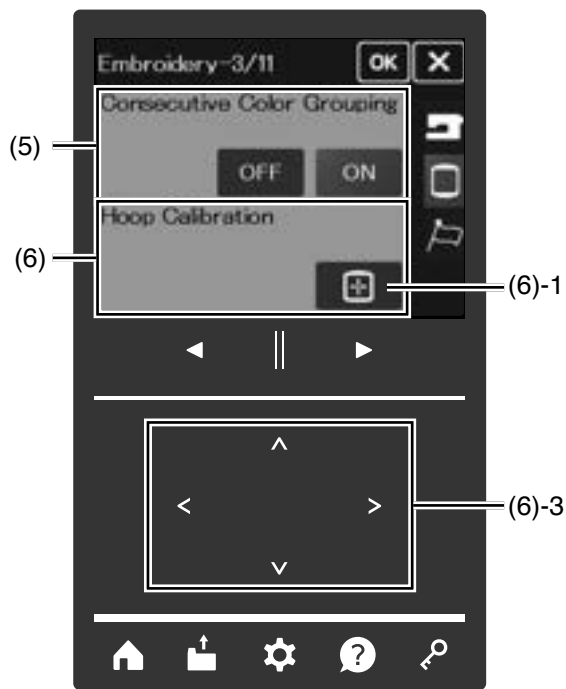 Embroidery-3/11 OK X
Consecutive Color Grouping
(5)
OFF ON
Hoop Calibration
(6)
(6)-1
(6)-3
?